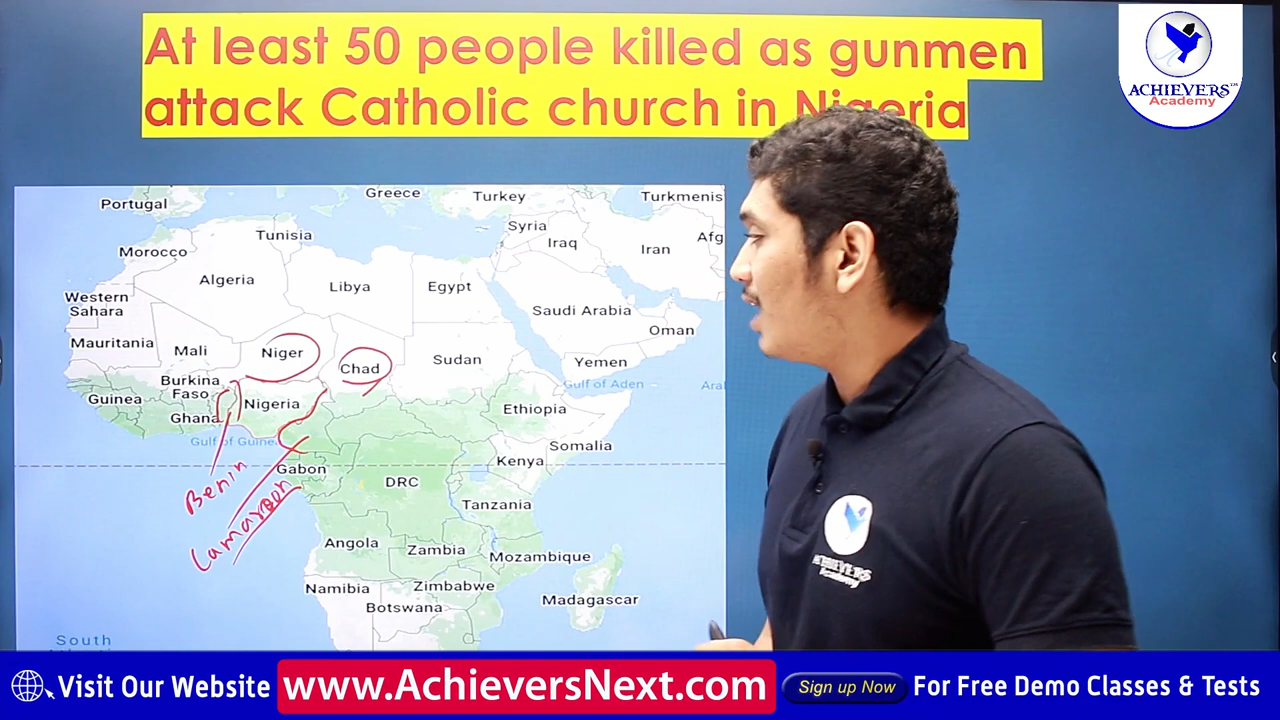 At least 50 people killed as gunmen
attack Catholic church in Nigeria
ACHIEVERS™
Academy
Portugal
Greece
Turkey
Turkmenis
Syria
Tunisia
Morocco
Iraq
Iran
Afg
Algeria
Libya
Egypt
Western
Sahara
Saudi Arabia
Oman
Mauritania
Mali
Niger
Chad
Sudan
Yemen
Burkina
Faso
Gulf of Aden
Ara
Guinea
Nigeria
Ethiopia
Ghana
Gulf of Guinea
Somalia
Kenya
Gabon
DRC
Benin
Camaroon
Tanzania
Angola
Zambia
Mozambique
Namibia
Zimbabwe
Botswana
Madagascar
South
ACHIEVERS
Academy
Visit Our Website www.AchieversNext.com Sign up Now For Free Demo Classes & Tests